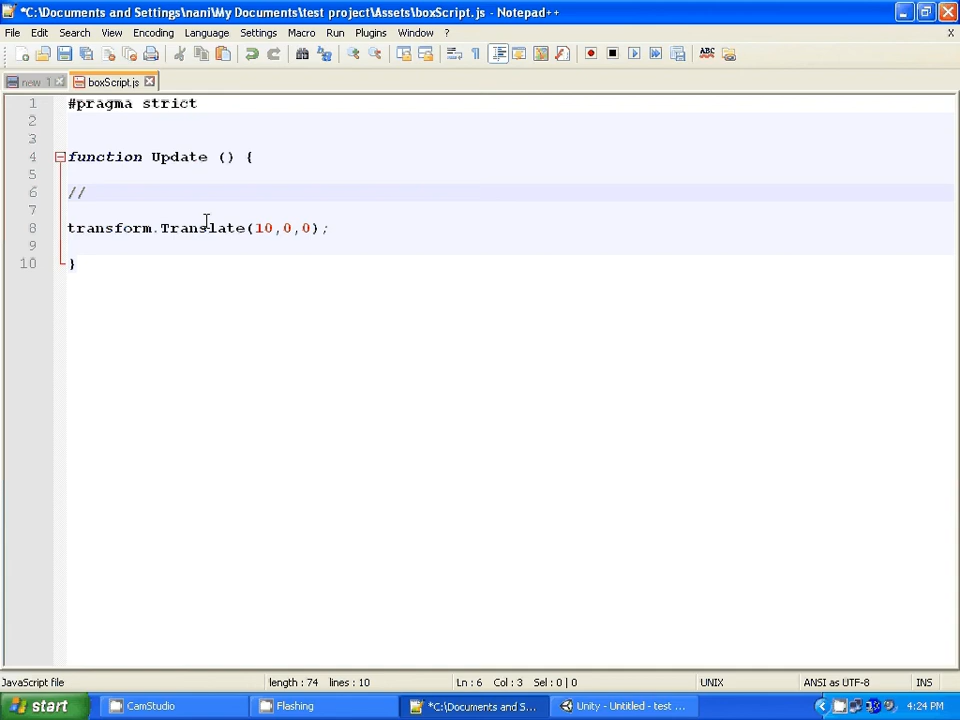 *C:\Documents and Settings\nani\My Documents\test project\Assets\boxScript.js - Notepad++
File Edit Search View Encoding Language Settings Macro Run Plugins Window ? X
new 1 boxScript.js
1 #pragma strict
2
3
4 function Update () {
5
6 //
7
8 transform.Translate(10,0,0);
9
10 }
JavaScript file length : 74 lines : 10 Ln : 6 Col : 3 Sel : 0 | 0 UNIX ANSI as UTF-8 INS
start CamStudio Flashing *C:\Documents and S... Unity - Untitled - test ... 4:24 PM